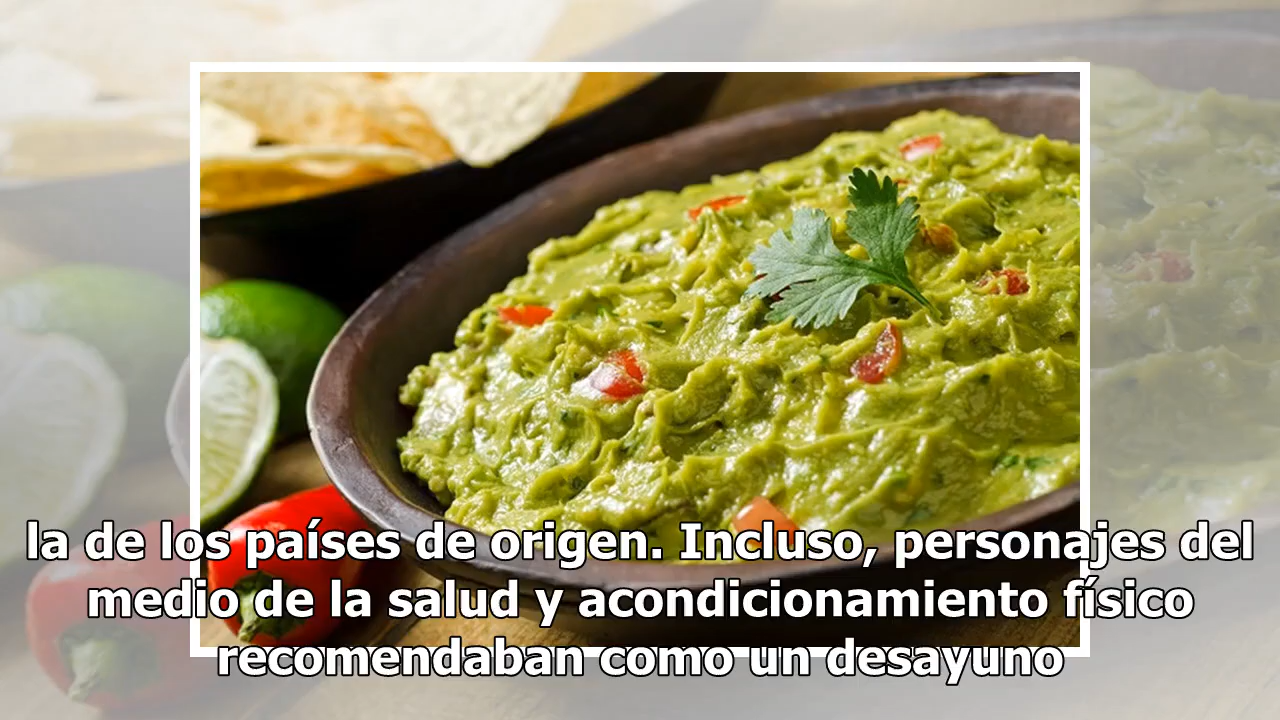 la de los países de origen. Incluso, personajes del
medio de la salud y acondicionamiento físico
recomendaban como un desayuno